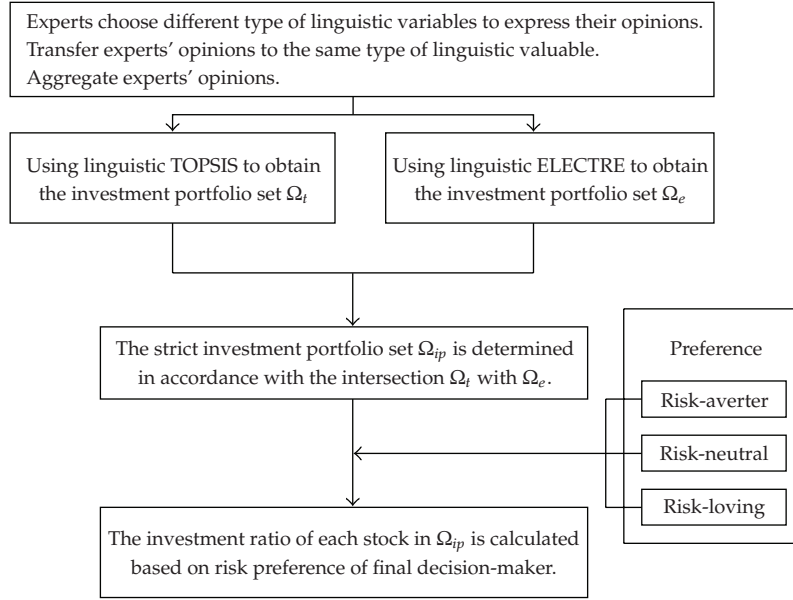 Experts choose different type of linguistic variables to express their opinions.
Transfer experts' opinions to the same type of linguistic valuable.
Aggregate experts' opinions.
Using linguistic TOPSIS to obtain
the investment portfolio set Ωt
Using linguistic ELECTRE to obtain
the investment portfolio set Ωe
The strict investment portfolio set Ωip is determined
in accordance with the intersection Ωt with Ωe.
Preference
Risk-averter
Risk-neutral
Risk-loving
The investment ratio of each stock in Ωip is calculated
based on risk preference of final decision-maker.